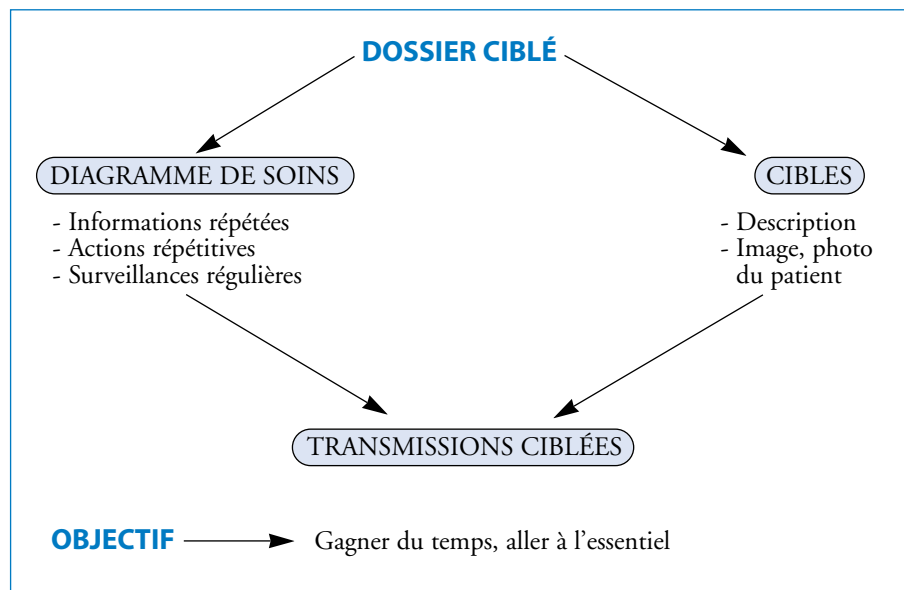 DOSSIER CIBLÉ
DIAGRAMME DE SOINS
- Informations répétées
- Actions répétitives
- Surveillances régulières
CIBLES
- Description
- Image, photo
du patient
TRANSMISSIONS CIBLÉES
OBJECTIF
Gagner du temps, aller à l’essentiel